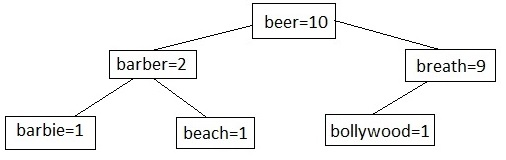 beer=10
barber=2
breath=9
barbie=1
beach=1
bollywood=1